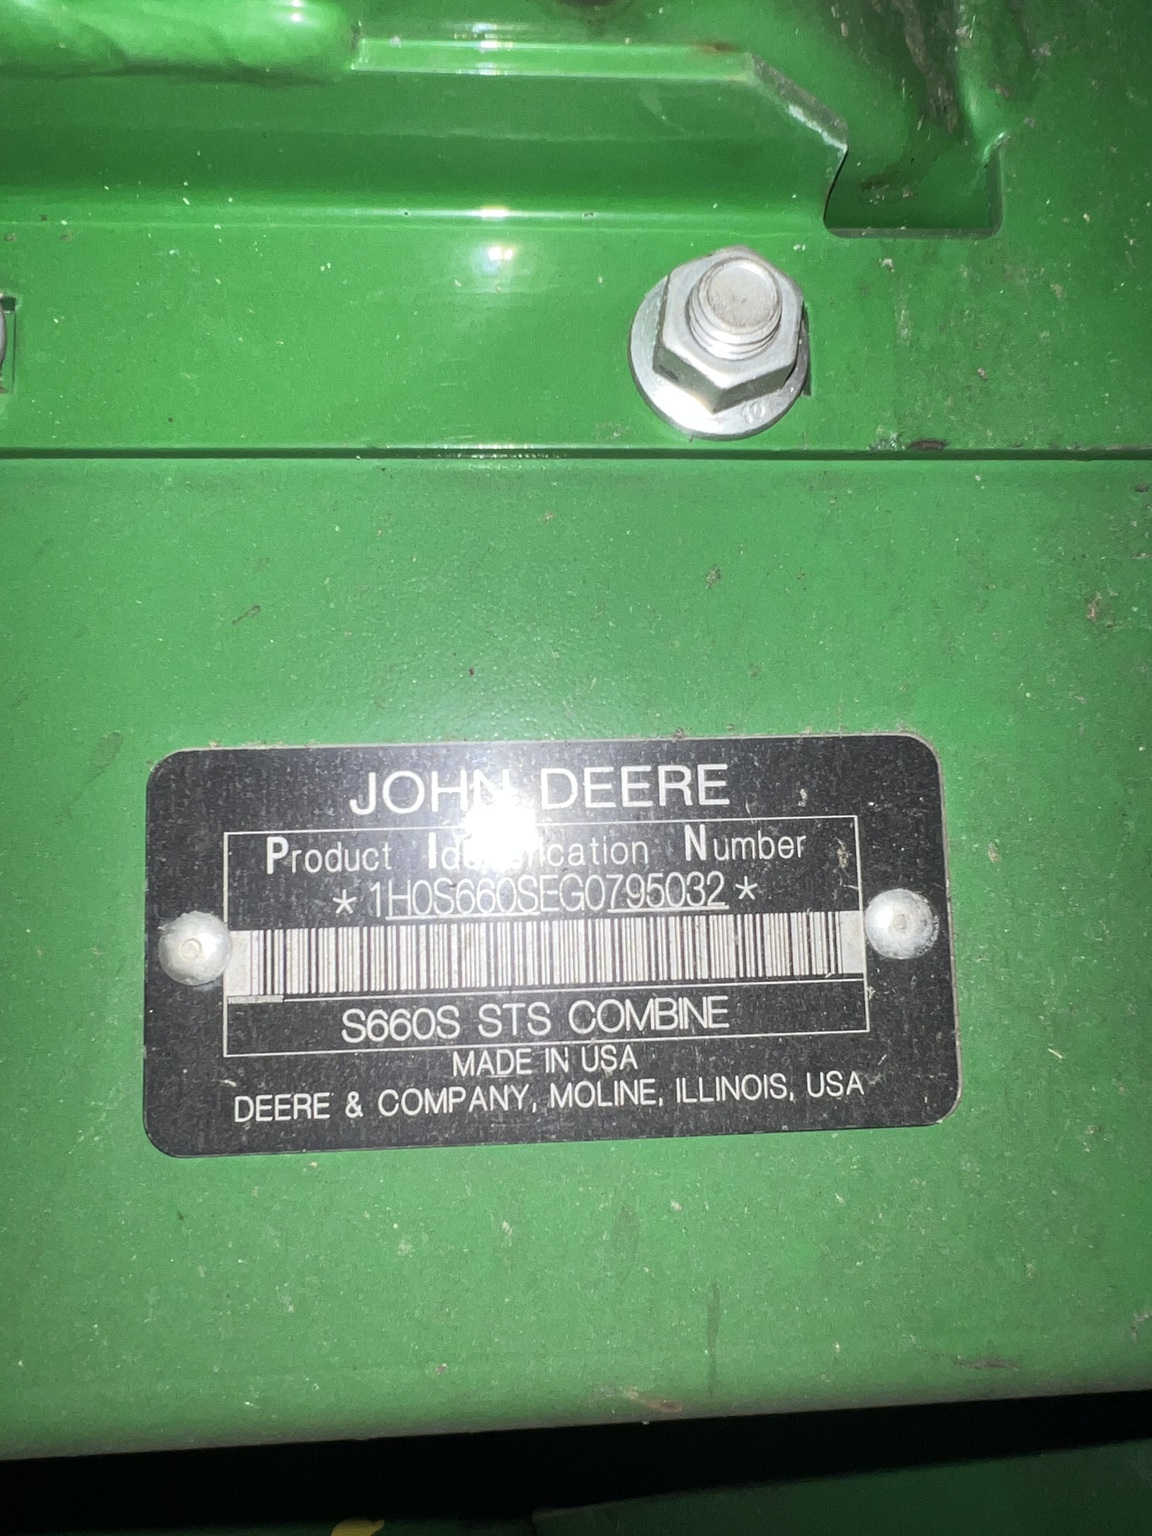 JOHN DEERE
Product Identification Number
*1H0S660SEG0795032*
S660S STS COMBINE
MADE IN USA
DEERE & COMPANY, MOLINE, ILLINOIS, USA